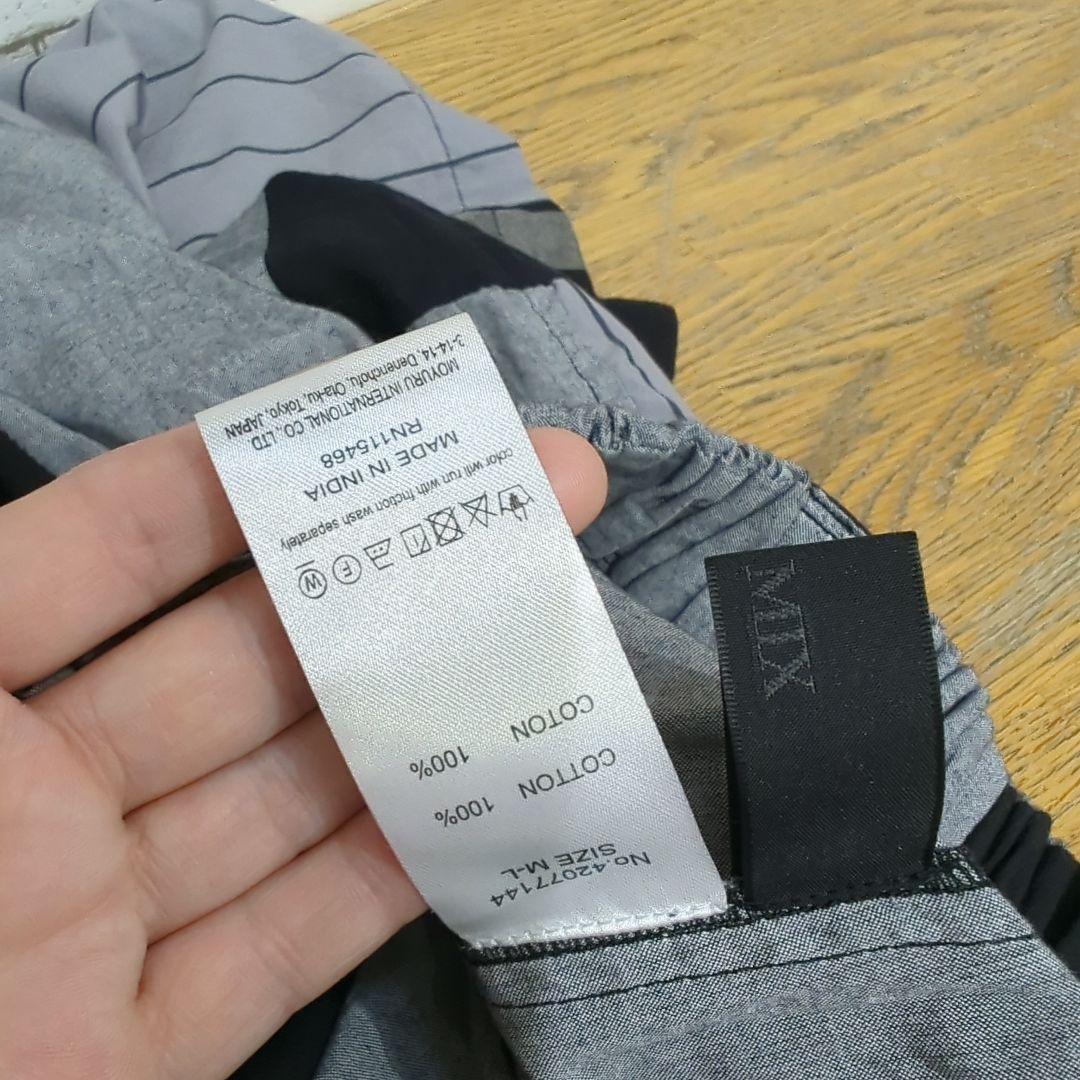 No.42077144
SIZE M-L
COTTON 100%
COTON 100%
W
F
color will run with friction wash separately
MADE IN INDIA
RN115468
MOYURU INTERNATIONAL CO.,LTD
3-14-14, Denenchofu, Ota-ku, Tokyo, JAPAN
MIX